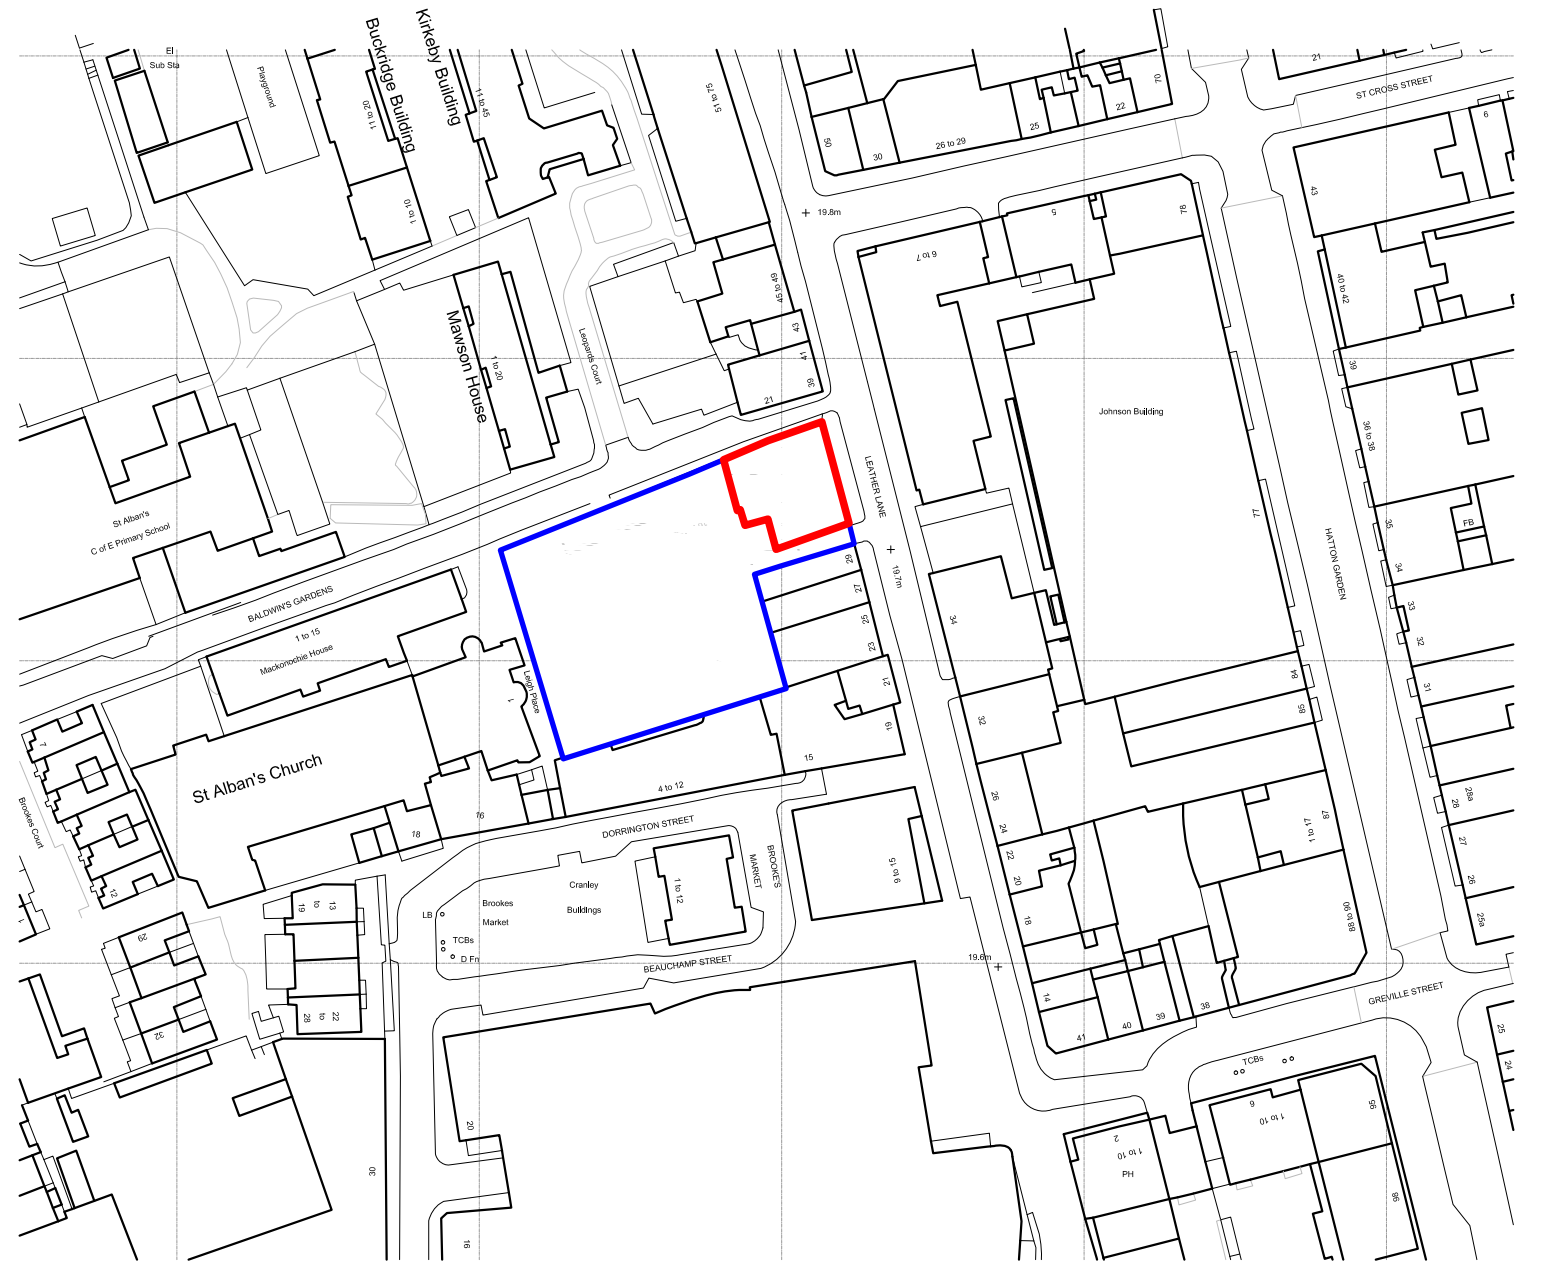 El
Sub Sta
Playground
Buckridge Building
11 to 20
1 to 10
Kirkeby Building
11 to 45
51 to 75
50
30
26 to 29
25
22
70
21
ST CROSS STREET
6
43
19.8m
5
78
6 to 7
40 to 42
45 to 49
43
41
39
21
Mawson House
1 to 20
Leopards Court
Johnson Building
39
36 to 38
LEATHER LANE
77
35
FB
HATTON GARDEN
34
33
32
31
St Alban's
C of E Primary School
BALDWIN'S GARDENS
1 to 15
Mackonochie House
19.7m
29
27
25
23
21
19
34
84
85
32
Leigh Place
1
7
St Alban's Church
Brookes Court
12
4 to 12
15
16
18
DORRINGTON STREET
BROOKE'S
MARKET
26
24
22
20
18
87
1 to 17
28a
28
27
26
25a
9 to 15
Cranley
Buildings
1 to 12
Brookes
Market
LB
TCBs
D Fn
BEAUCHAMP STREET
13
to
19
29
32
22
to
28
19.6m
88 to 90
14
41
40
39
38
GREVILLE STREET
25
24
TCBs
20
30
16
2
1 to 10
PH
6
1 to 10
95
98